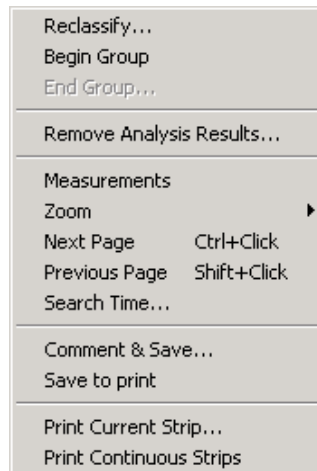 Reclassify...
Begin Group
End Group...
Remove Analysis Results...
Measurements
Zoom
Next Page Ctrl+Click
Previous Page Shift+Click
Search Time...
Comment & Save...
Save to print
Print Current Strip...
Print Continuous Strips